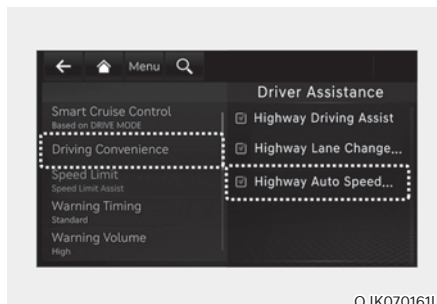 Menu
Driver Assistance
Smart Cruise Control
Based on DRIVE MODE
Driving Convenience
Speed Limit
Speed Limit Assist
Warning Timing
Standard
Warning Volume
High
Highway Driving Assist
Highway Lane Change...
Highway Auto Speed...
OJK070161L